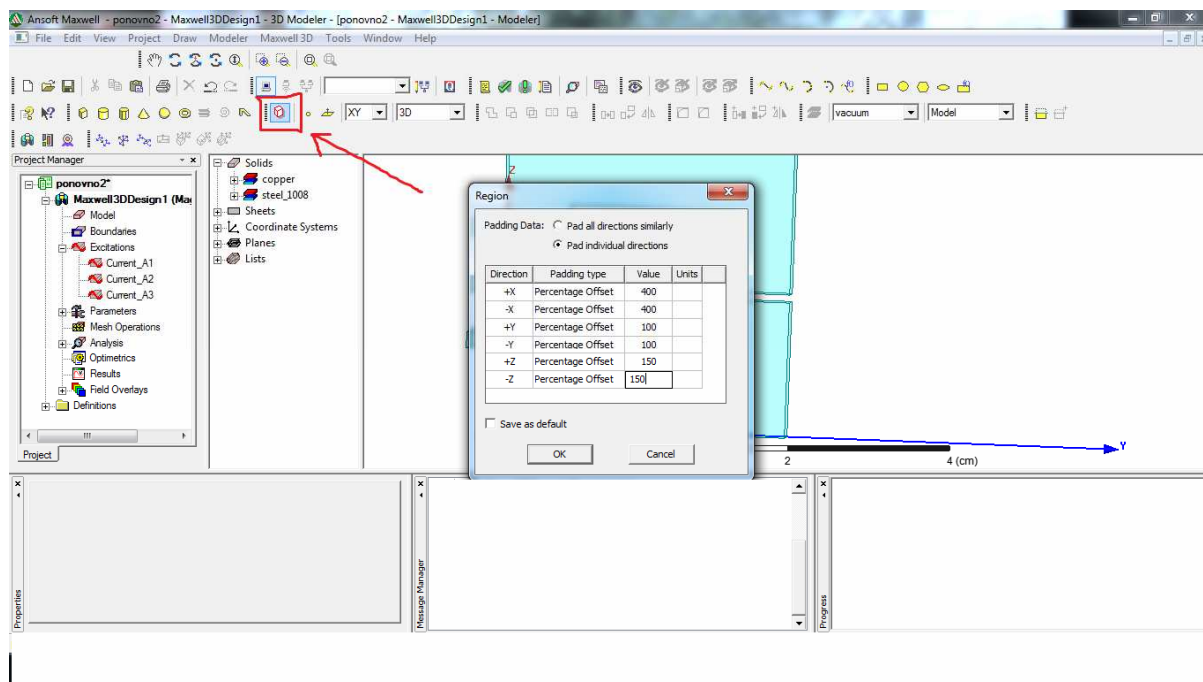 Ansoft Maxwell - ponovno2 - Maxwell3DDesign1 - 3D Modeler - [ponovno2 - Maxwell3DDesign1 - Modeler]
File Edit View Project Draw Modeler Maxwell 3D Tools Window Help
XY 3D vacuum Model
Project Manager
ponovno2*
Maxwell3DDesign1 (Ma
Model
Boundaries
Excitations
Current_A1
Current_A2
Current_A3
Parameters
Mesh Operations
Analysis
Optimetrics
Results
Field Overlays
Definitions
Project
Solids
copper
steel_1008
Sheets
Coordinate Systems
Planes
Lists
Z
Region
Padding Data: Pad all directions similarly
Pad individual directions
Direction Padding type Value Units
+X Percentage Offset 400
-X Percentage Offset 400
+Y Percentage Offset 100
-Y Percentage Offset 100
+Z Percentage Offset 150
-Z Percentage Offset 150
Save as default
OK Cancel
Y
2 4 (cm)
Properties
Message Manager
Progress